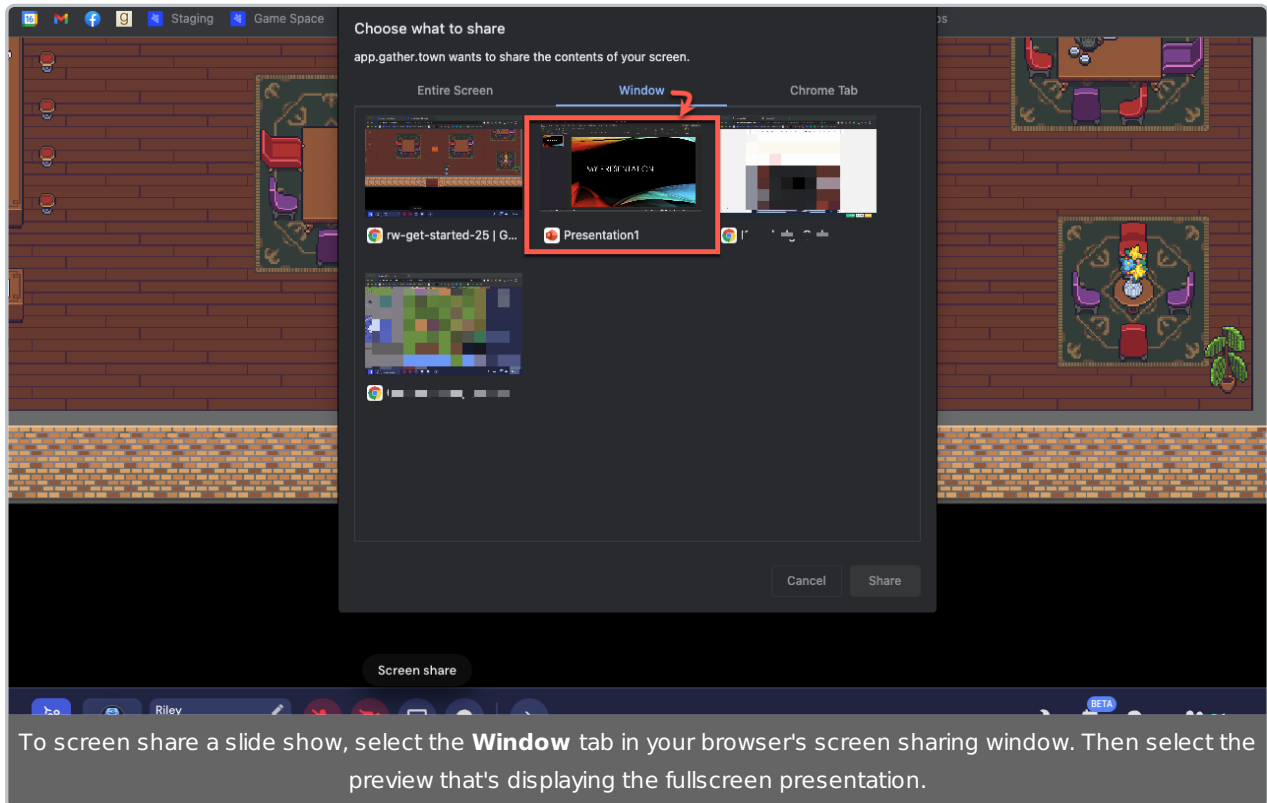 Staging
Game Space
Choose what to share
app.gather.town wants to share the contents of your screen.
Entire Screen
Window
Chrome Tab
MY PRESENTATION
rw-get-started-25 | G...
Presentation1
Cancel
Share
Screen share
Riley
BETA
To screen share a slide show, select the Window tab in your browser's screen sharing window. Then select the
preview that's displaying the fullscreen presentation.